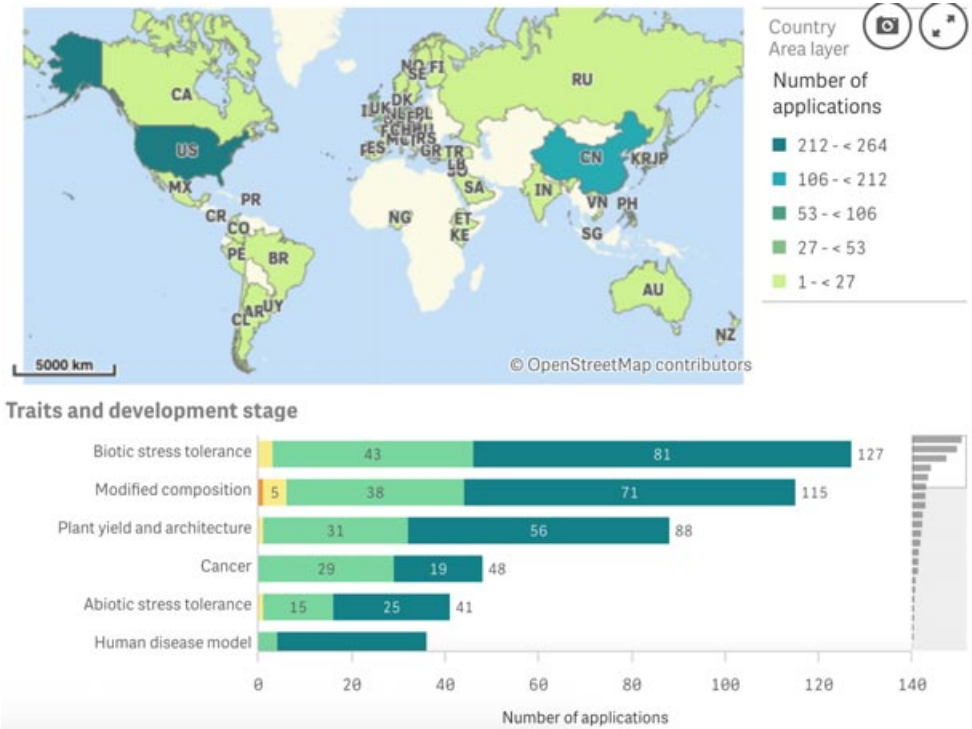 Country
Area layer
Number of
applications
212 - < 264
106 - < 212
53 - < 106
27 - < 53
1 - < 27
NO
SE
FI
RU
CA
DK
UK
NL
PL
US
CH
RS
ES
GR
TR
CN
KR
JP
LB
MX
PR
SA
IN
VN
PH
CR
CO
NG
ET
KE
SG
PE
BR
AU
UY
AR
CL
NZ
5000 km
© OpenStreetMap contributors
Traits and development stage
Biotic stress tolerance 43 81 127
Modified composition 5 38 71 115
Plant yield and architecture 31 56 88
Cancer 29 19 48
Abiotic stress tolerance 15 25 41
Human disease model
0 20 40 60 80 100 120 140
Number of applications